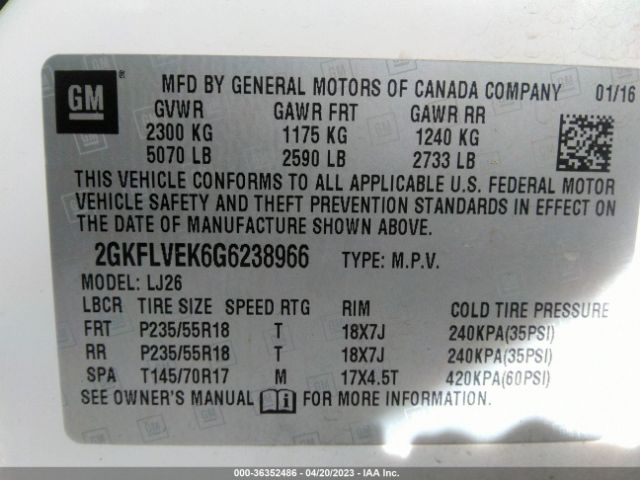 GM ®
MFD BY GENERAL MOTORS OF CANADA COMPANY 01/16
GVWR GAWR FRT GAWR RR
2300 KG 1175 KG 1240 KG
5070 LB 2590 LB 2733 LB
THIS VEHICLE CONFORMS TO ALL APPLICABLE U.S. FEDERAL MOTOR
VEHICLE SAFETY AND THEFT PREVENTION STANDARDS IN EFFECT ON
THE DATE OF MANUFACTURE SHOWN ABOVE.
2GKFLVEK6G6238966 TYPE: M.P.V.
MODEL: LJ26
LBCR TIRE SIZE SPEED RTG RIM COLD TIRE PRESSURE
FRT P235/55R18 T 18X7J 240KPA(35PSI)
RR P235/55R18 T 18X7J 240KPA(35PSI)
SPA T145/70R17 M 17X4.5T 420KPA(60PSI)
SEE OWNER'S MANUAL FOR MORE INFORMATION.
000-36352486 - 04/20/2023 - IAA Inc.